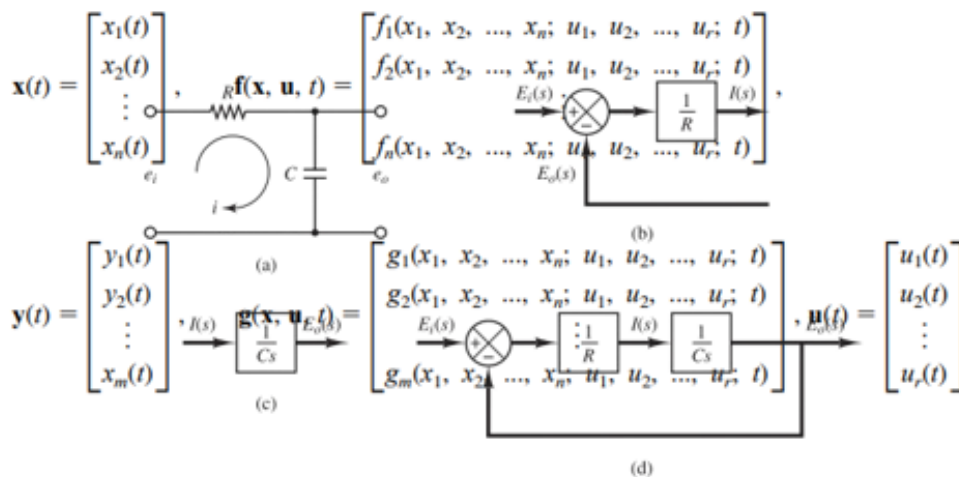 x(t) = [x1(t) x2(t) ⋮ xn(t)], f(x, u, t) = [f1(x1, x2, ..., xn; u1, u2, ..., ur; t)
f2(x1, x2, ..., xn; u1, u2, ..., ur; t)
fn(x1, x2, ..., xn; u1, u2, ..., ur; t)],
R
C
ei
i
eo
(a)
Ei(s)
+
−
1/R
I(s)
Eo(s)
(b)
y(t) = [y1(t) y2(t) ⋮ xm(t)], g(x, u, t) = [g1(x1, x2, ..., xn; u1, u2, ..., ur; t)
g2(x1, x2, ..., xn; u1, u2, ..., ur; t)
⋮
gm(x1, x2, ..., xn; u1, u2, ..., ur; t)], u(t) = [u1(t) u2(t) ⋮ ur(t)]
I(s)
1/Cs
Eo(s)
(c)
Ei(s)
+
−
1/R
I(s)
1/Cs
Eo(s)
(d)